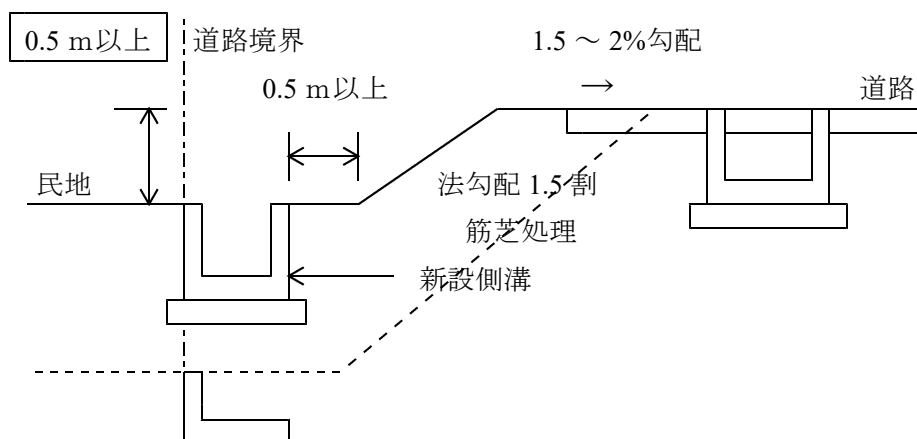 0.5 ｍ以上
道路境界
1.5 ～ 2%勾配
0.5 ｍ以上
→
道路
民地
法勾配 1.5 割
筋芝処理
新設側溝